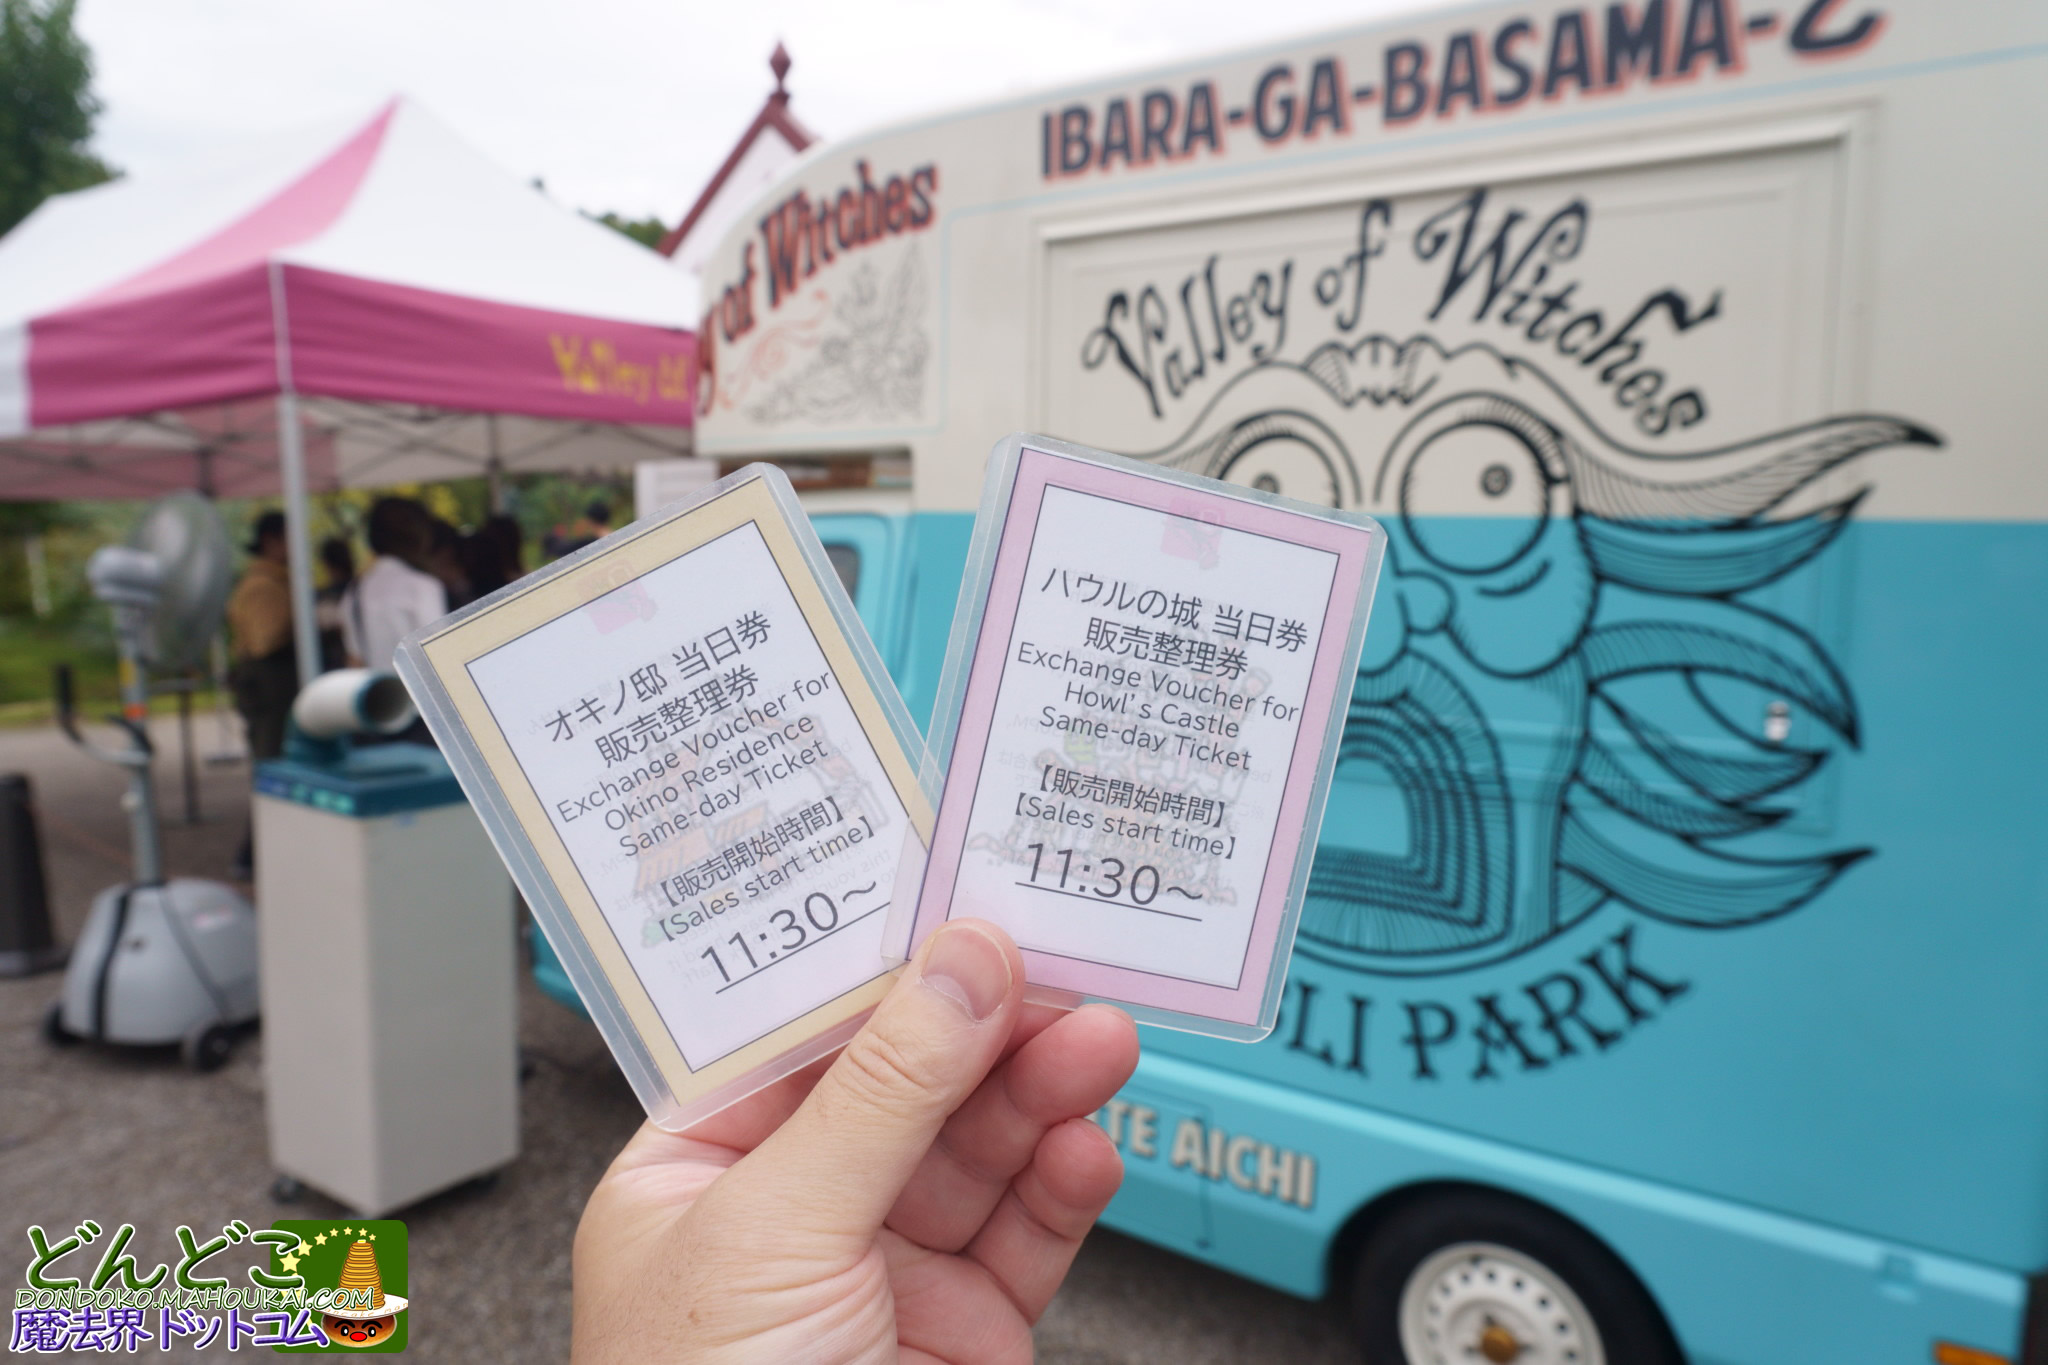 IBARA-GA-BASAMA-
Valley of Witches
y of Witches
Valley of
オキノ邸 当日券
販売整理券
Exchange Voucher for
Okino Residence
Same-day Ticket
【販売開始時間】
【Sales start time】
11:30～
ハウルの城 当日券
販売整理券
Exchange Voucher for
Howl's Castle
Same-day Ticket
【販売開始時間】
【Sales start time】
11:30～
LI PARK
TE AICHI
どんどこ
DONDOKO.MAHOUKAI.COM
魔法界ドットコム